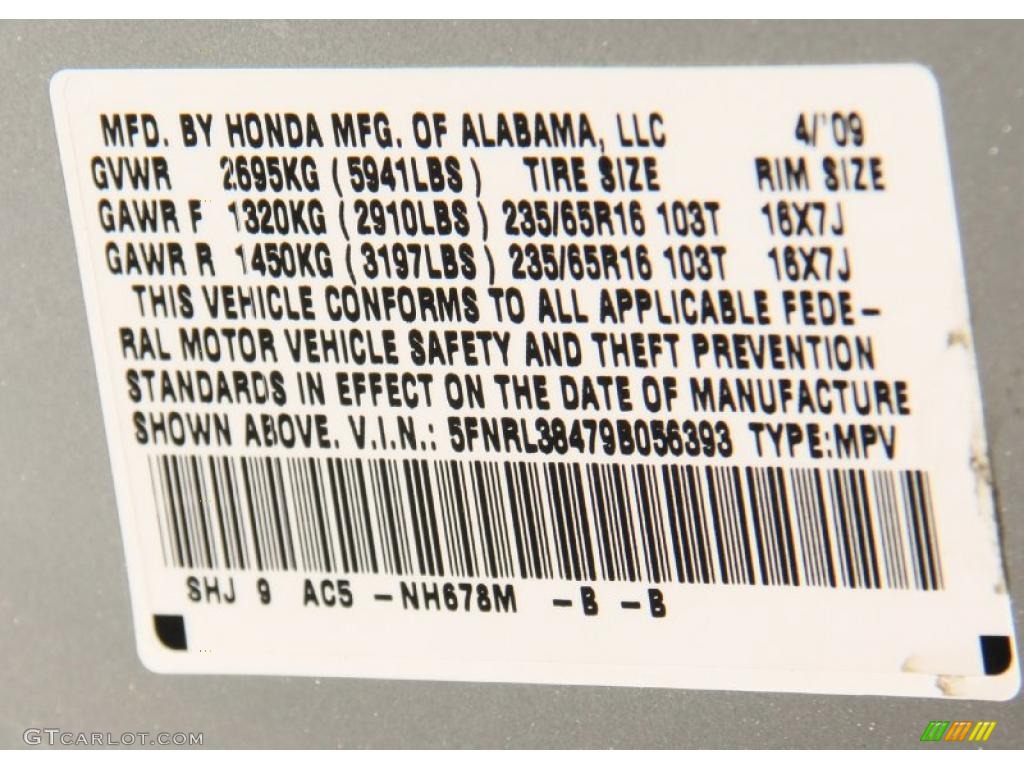 MFD. BY HONDA MFG. OF ALABAMA, LLC 4/'09
GVWR 2695KG (5941LBS) TIRE SIZE RIM SIZE
GAWR F 1320KG (2910LBS) 235/65R16 103T 16X7J
GAWR R 1450KG (3197LBS) 235/65R16 103T 16X7J
THIS VEHICLE CONFORMS TO ALL APPLICABLE FEDE-
RAL MOTOR VEHICLE SAFETY AND THEFT PREVENTION
STANDARDS IN EFFECT ON THE DATE OF MANUFACTURE
SHOWN ABOVE. V.I.N.: 5FNRL38479B056393 TYPE:MPV
SHJ 9 AC5 -NH678M -B -B
GTCARLOT.COM